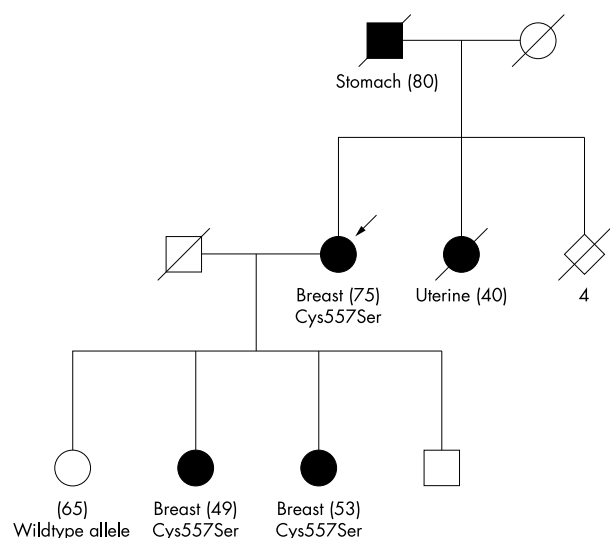 Stomach (80)
Breast (75)
Cys557Ser
Uterine (40)
4
(65)
Wildtype allele
Breast (49)
Cys557Ser
Breast (53)
Cys557Ser